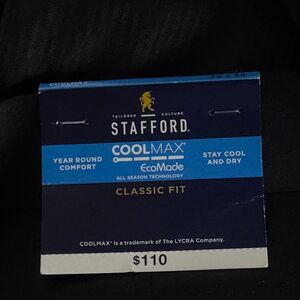 COOLMAX
TAILORED CULTURE
STAFFORD
YEAR ROUND
COMFORT
COOLMAX®
EcoMade
ALL SEASON TECHNOLOGY
STAY COOL
AND DRY
CLASSIC FIT
COOLMAX® is a trademark of The LYCRA Company.
$110